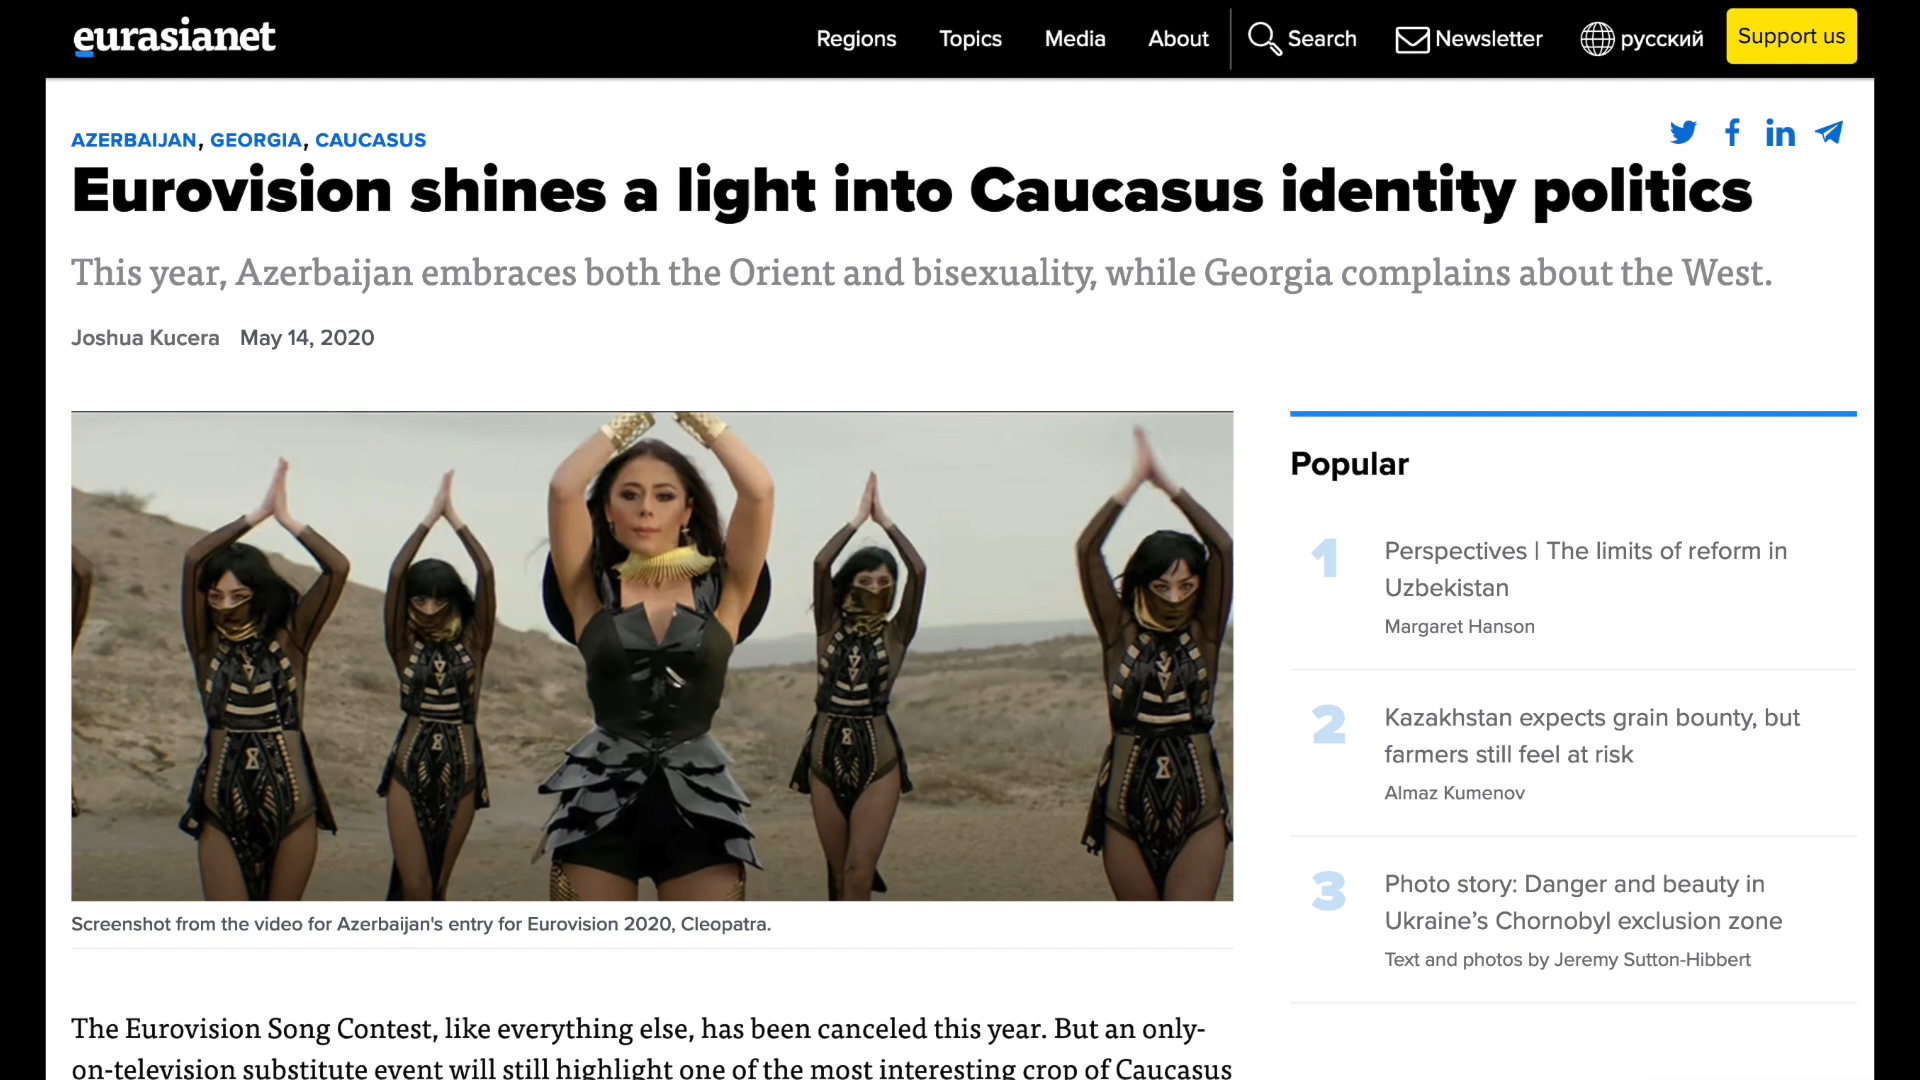 eurasianet
Regions Topics Media About Search Newsletter русский Support us
AZERBAIJAN, GEORGIA, CAUCASUS
Eurovision shines a light into Caucasus identity politics
This year, Azerbaijan embraces both the Orient and bisexuality, while Georgia complains about the West.
Joshua Kucera May 14, 2020
Screenshot from the video for Azerbaijan's entry for Eurovision 2020, Cleopatra.
The Eurovision Song Contest, like everything else, has been canceled this year. But an only-
on-television substitute event will still highlight one of the most interesting crop of Caucasus
Popular
1
Perspectives | The limits of reform in
Uzbekistan
Margaret Hanson
2
Kazakhstan expects grain bounty, but
farmers still feel at risk
Almaz Kumenov
3
Photo story: Danger and beauty in
Ukraine’s Chornobyl exclusion zone
Text and photos by Jeremy Sutton-Hibbert